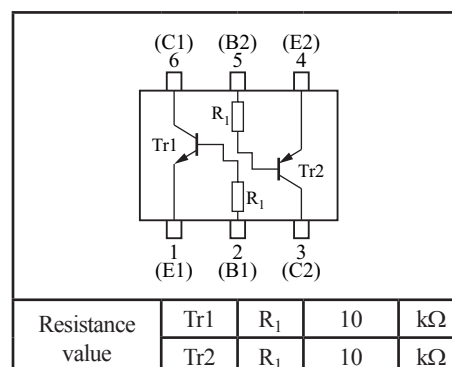 (C1) (B2) (E2)
6 5 4
R1
Tr1
Tr2
R1
1 2 3
(E1) (B1) (C2)
Resistance value Tr1 R1 10 kΩ
Tr2 R1 10 kΩ